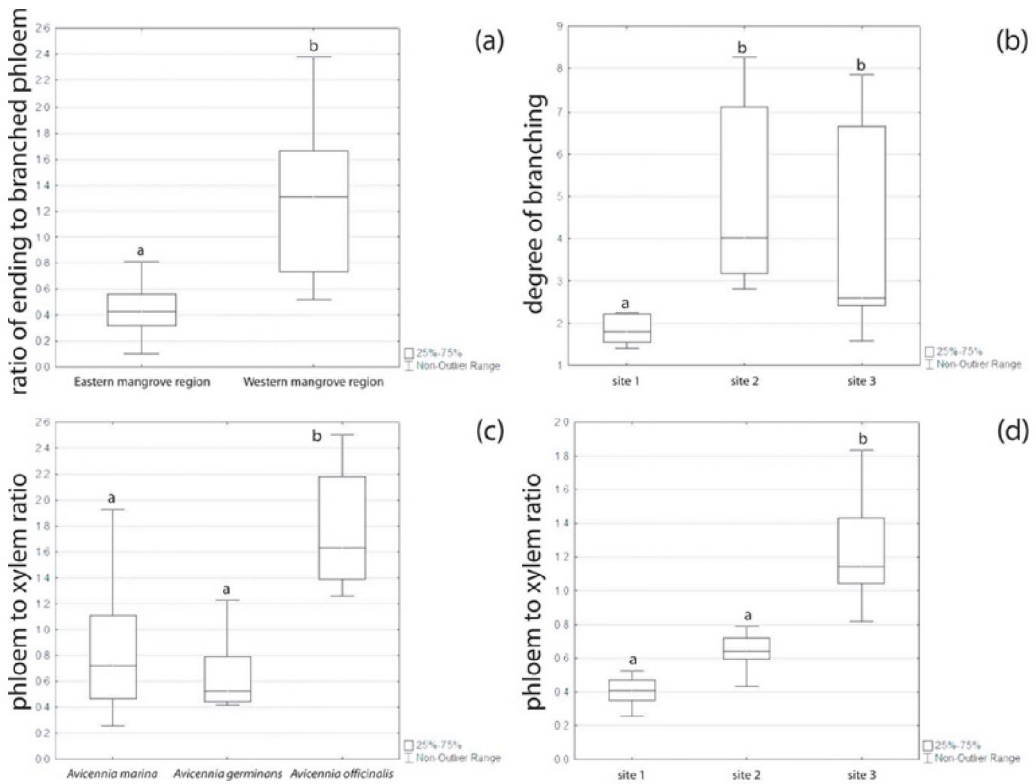 (a)
ratio of ending to branched phloem
2.6
2.4
2.2
2.0
1.8
1.6
1.4
1.2
1.0
0.8
0.6
0.4
0.2
0.0
a
b
Eastern mangrove region
Western mangrove region
25%-75%
Non-Outlier Range
(b)
degree of branching
9
8
7
6
5
4
3
2
1
a
b
b
site 1
site 2
site 3
25%-75%
Non-Outlier Range
(c)
phloem to xylem ratio
2.6
2.4
2.2
2.0
1.8
1.6
1.4
1.2
1.0
0.8
0.6
0.4
0.2
0.0
a
a
b
Avicennia marina
Avicennia germinans
Avicennia officinalis
25%-75%
Non-Outlier Range
(d)
phloem to xylem ratio
2.0
1.8
1.6
1.4
1.2
1.0
0.8
0.6
0.4
0.2
0.0
a
a
b
site 1
site 2
site 3
25%-75%
Non-Outlier Range